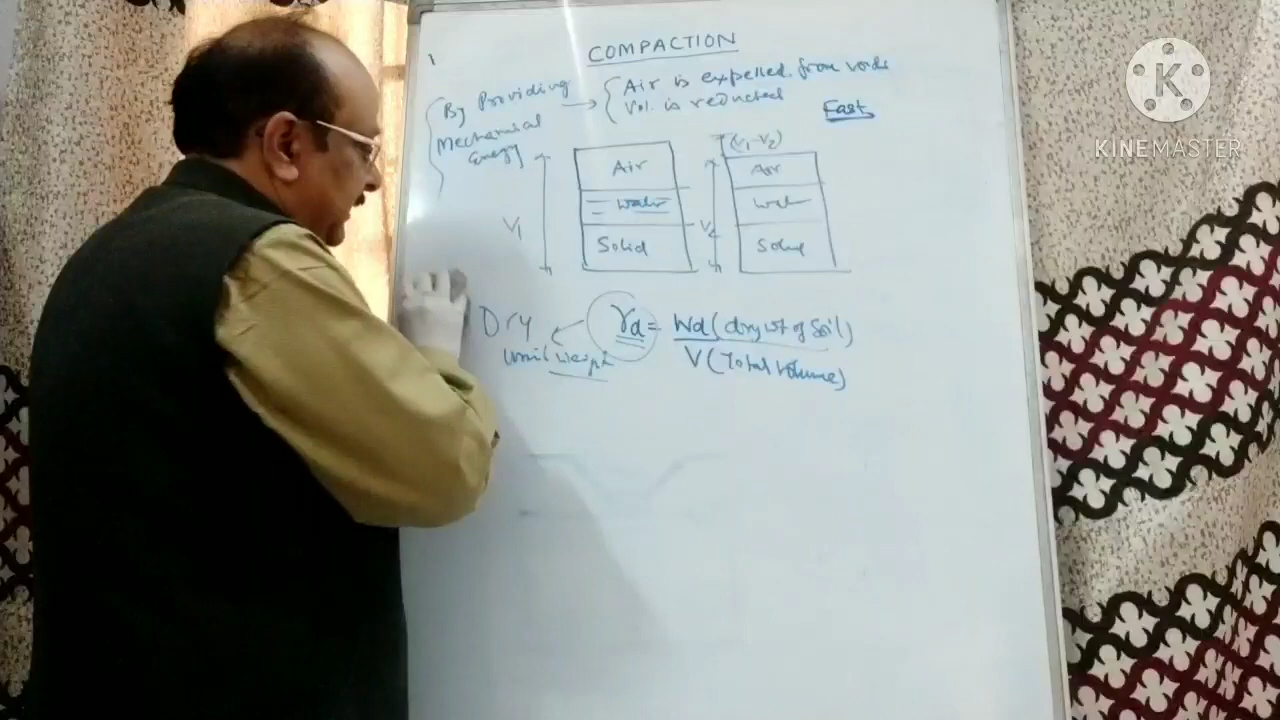 COMPACTION
By Providing Mechanical Energy
Air is expelled from voids
Vol. is reducted
Fast
Air
water
Solid
V1
(V1-V2)
Air
Wat
Solid
V2
Dry
Unit Weight
γd = Wd (dry wt of Soil)
V (Total Volume)
K
KINEMASTER